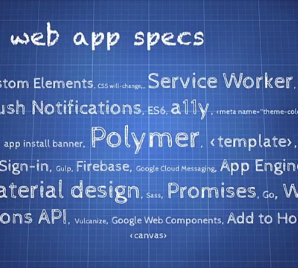 web app specs
stom Elements, CSS will-change, Service Worker,
ush Notifications, ES6, a11y, <meta name="theme-col
app install banner, Polymer, <template>,
Sign-in, Gulp, Firebase, Google Cloud Messaging, App Engin
aterial design, Sass, Promises, Go, W
ons API, Vulcanize, Google Web Components, Add to Ho
<canvas>